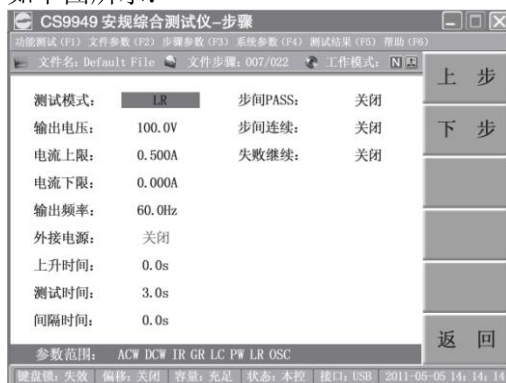 如下图所示:
CS9949 安规综合测试仪-步骤
功能测试(F1) 文件参数(F2) 步骤参数(F3) 系统参数(F4) 测试结果(F5) 帮助(F6)
文件名: Default File 文件步骤: 007/022 工作模式: N
上 步
测试模式: LR 步间PASS: 关闭
输出电压: 100.0V 步间连续: 关闭
下 步
电流上限: 0.500A 失败继续: 关闭
电流下限: 0.000A
输出频率: 60.0Hz
外接电源: 关闭
上升时间: 0.0s
测试时间: 3.0s
间隔时间: 0.0s
返 回
参数范围: ACW DCW IR GR LC PW LR OSC
键盘锁: 失效 偏移: 关闭 容量: 充足 状态: 本控 接口: USB 2011-05-05 14: 14: 14